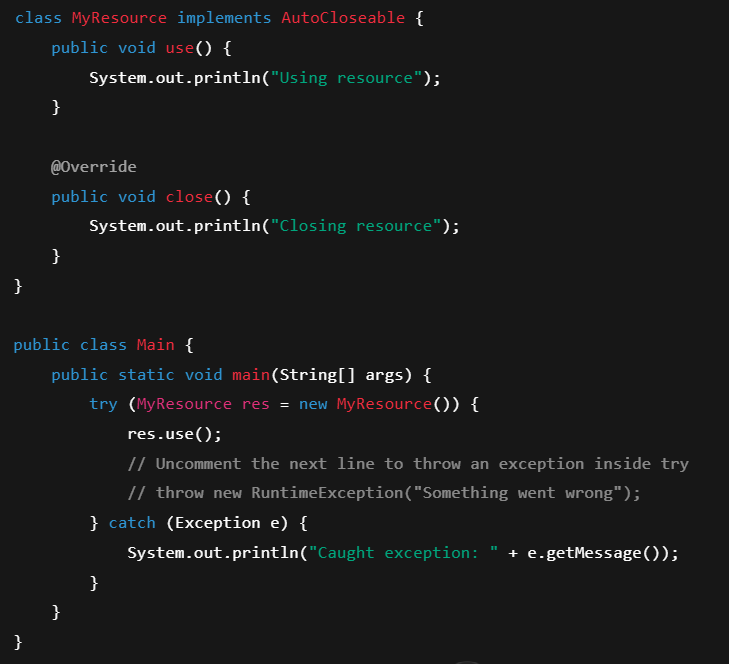 class MyResource implements AutoCloseable {
    public void use() {
        System.out.println("Using resource");
    }

    @Override
    public void close() {
        System.out.println("Closing resource");
    }
}

public class Main {
    public static void main(String[] args) {
        try (MyResource res = new MyResource()) {
            res.use();
            // Uncomment the next line to throw an exception inside try
            // throw new RuntimeException("Something went wrong");
        } catch (Exception e) {
            System.out.println("Caught exception: " + e.getMessage());
        }
    }
}